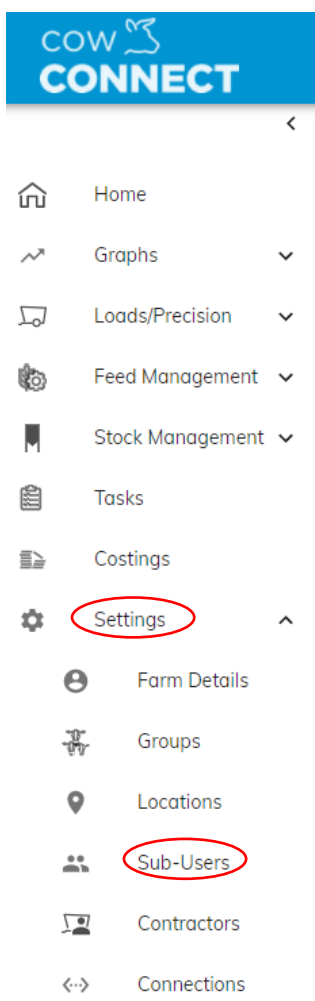 COW
CONNECT
Home
Graphs
Loads/Precision
Feed Management
Stock Management
Tasks
Costings
Settings
Farm Details
Groups
Locations
Sub-Users
Contractors
Connections